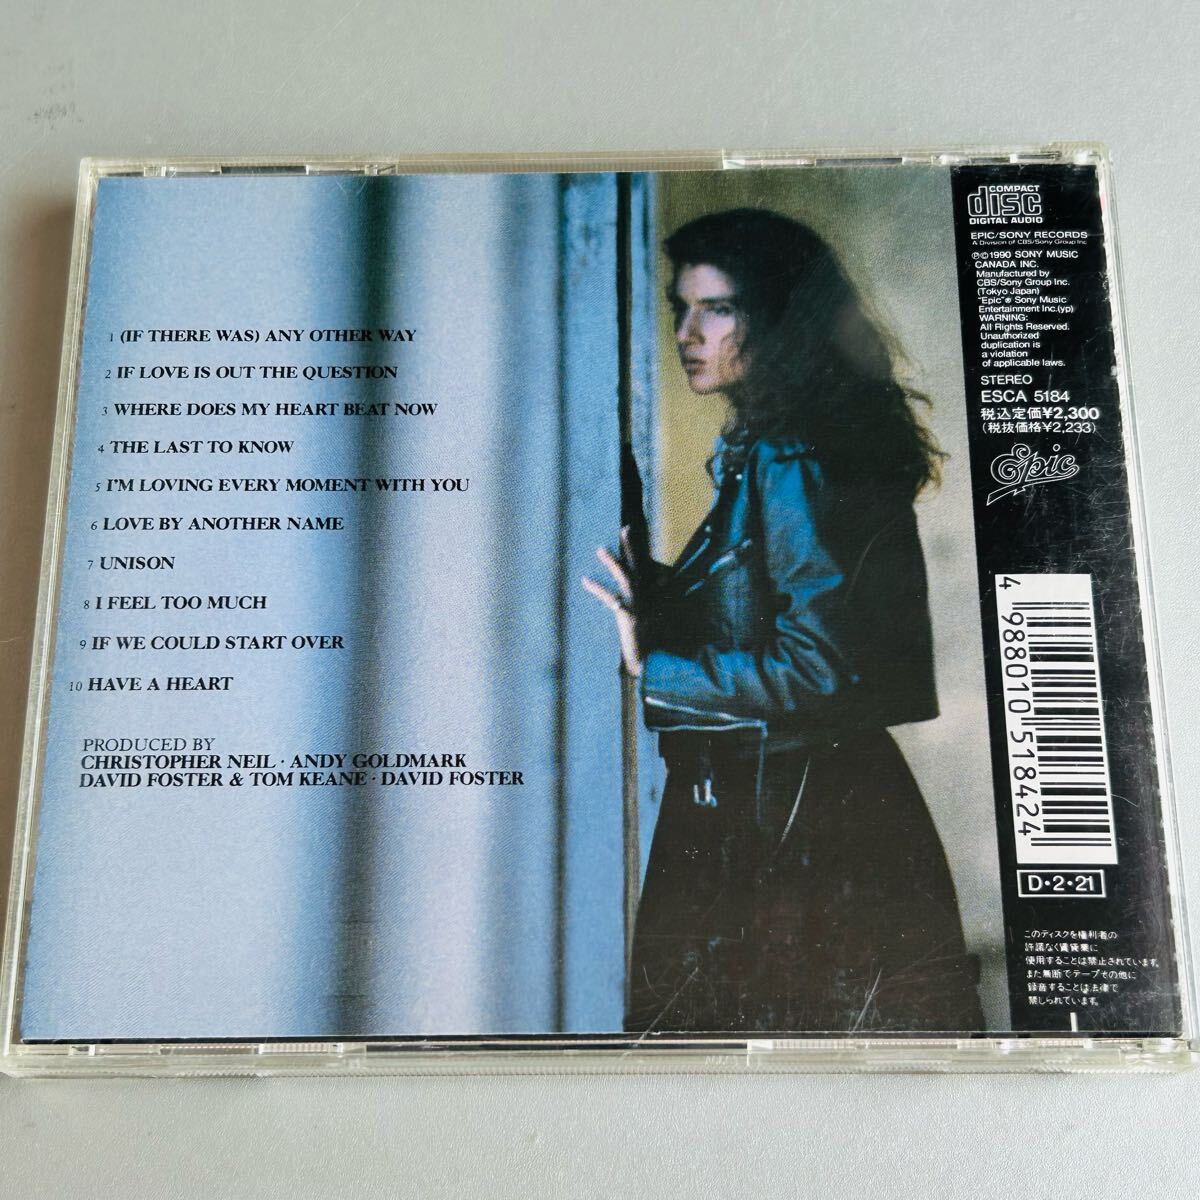 1 (IF THERE WAS) ANY OTHER WAY
2 IF LOVE IS OUT THE QUESTION
3 WHERE DOES MY HEART BEAT NOW
4 THE LAST TO KNOW
5 I'M LOVING EVERY MOMENT WITH YOU
6 LOVE BY ANOTHER NAME
7 UNISON
8 I FEEL TOO MUCH
9 IF WE COULD START OVER
10 HAVE A HEART
PRODUCED BY
CHRISTOPHER NEIL · ANDY GOLDMARK
DAVID FOSTER & TOM KEANE · DAVID FOSTER
COMPACT
disc
DIGITAL AUDIO
EPIC/SONY RECORDS
A Division of CBS/Sony Group Inc.
℗©1990 SONY MUSIC
CANADA INC.
Manufactured by
CBS/Sony Group Inc.
(Tokyo Japan)
"Epic"® Sony Music
Entertainment Inc.(yp)
WARNING:
All Rights Reserved.
Unauthorized
duplication is
a violation
of applicable laws.
STEREO
ESCA 5184
税込定価¥2,300
(税抜価格¥2,233)
Epic
4 988010 518424
D·2·21
このディスクを権利者の
許諾なく賃貸業に
使用することは禁止されています。
また無断でテープその他に
録音することは法律で
禁じられています。